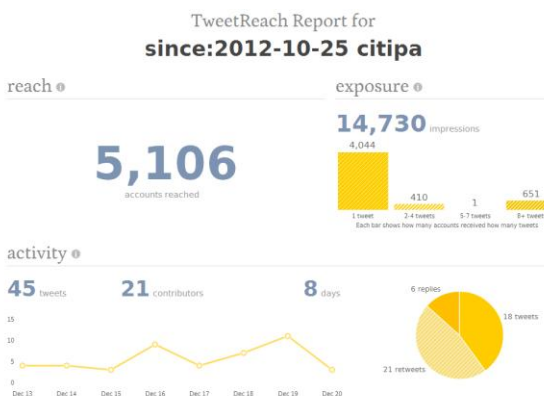 TweetReach Report for
since:2012-10-25 citipa
reach
exposure
5,106
accounts reached
14,730 impressions
4,044
410
1
651
1 tweet
2-4 tweets
5-7 tweets
8+ tweets
Each bar shows how many accounts received how many tweets
activity
45 tweets
21 contributors
8 days
15
10
5
0
Dec 13
Dec 14
Dec 15
Dec 16
Dec 17
Dec 18
Dec 19
Dec 20
6 replies
18 tweets
21 retweets